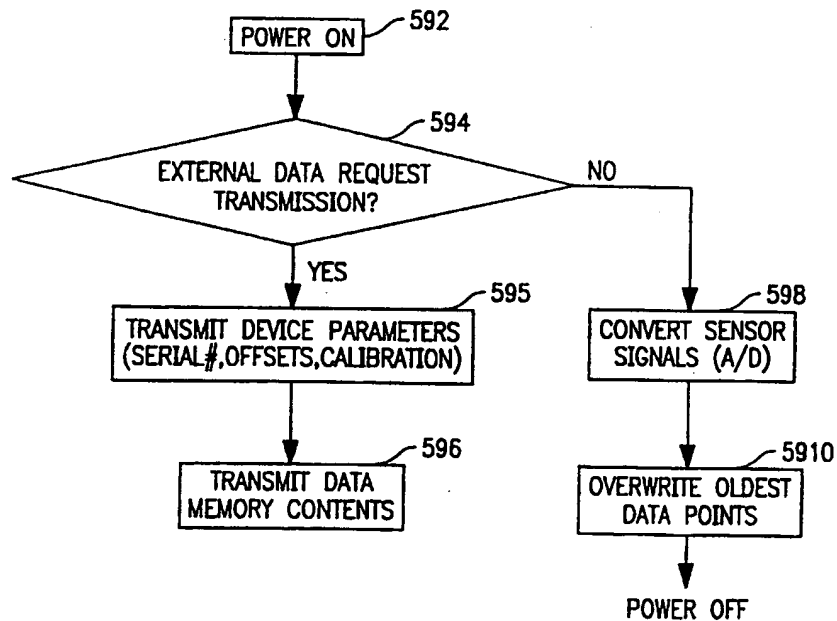 POWER ON
592
594
EXTERNAL DATA REQUEST
TRANSMISSION?
NO
YES
595
TRANSMIT DEVICE PARAMETERS
(SERIAL#,OFFSETS,CALIBRATION)
598
CONVERT SENSOR
SIGNALS (A/D)
596
TRANSMIT DATA
MEMORY CONTENTS
5910
OVERWRITE OLDEST
DATA POINTS
POWER OFF